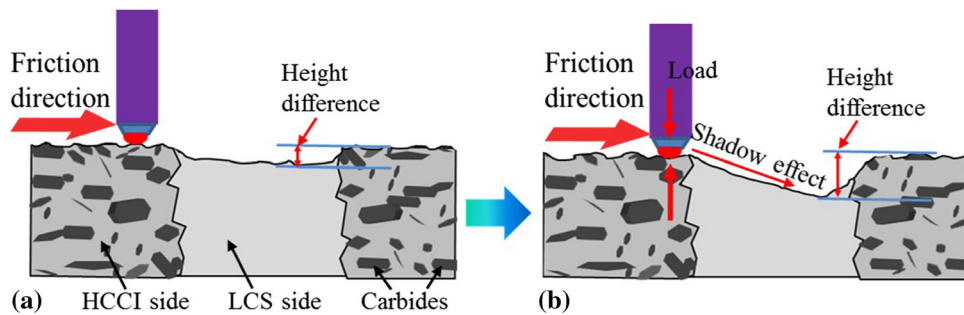 Friction
direction
Height
difference
(a)
HCCI side
LCS side
Carbides
Friction
direction
Load
Shadow effect
Height
difference
(b)